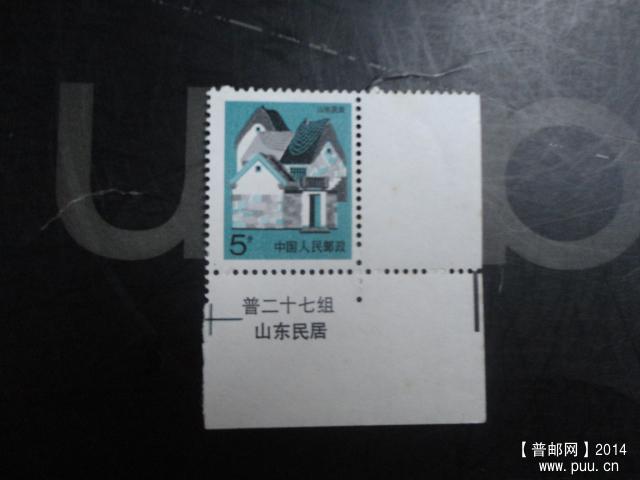 山东民居
5分
中国人民邮政
普二十七组
山东民居
【普邮网】2014
www.puu.cn